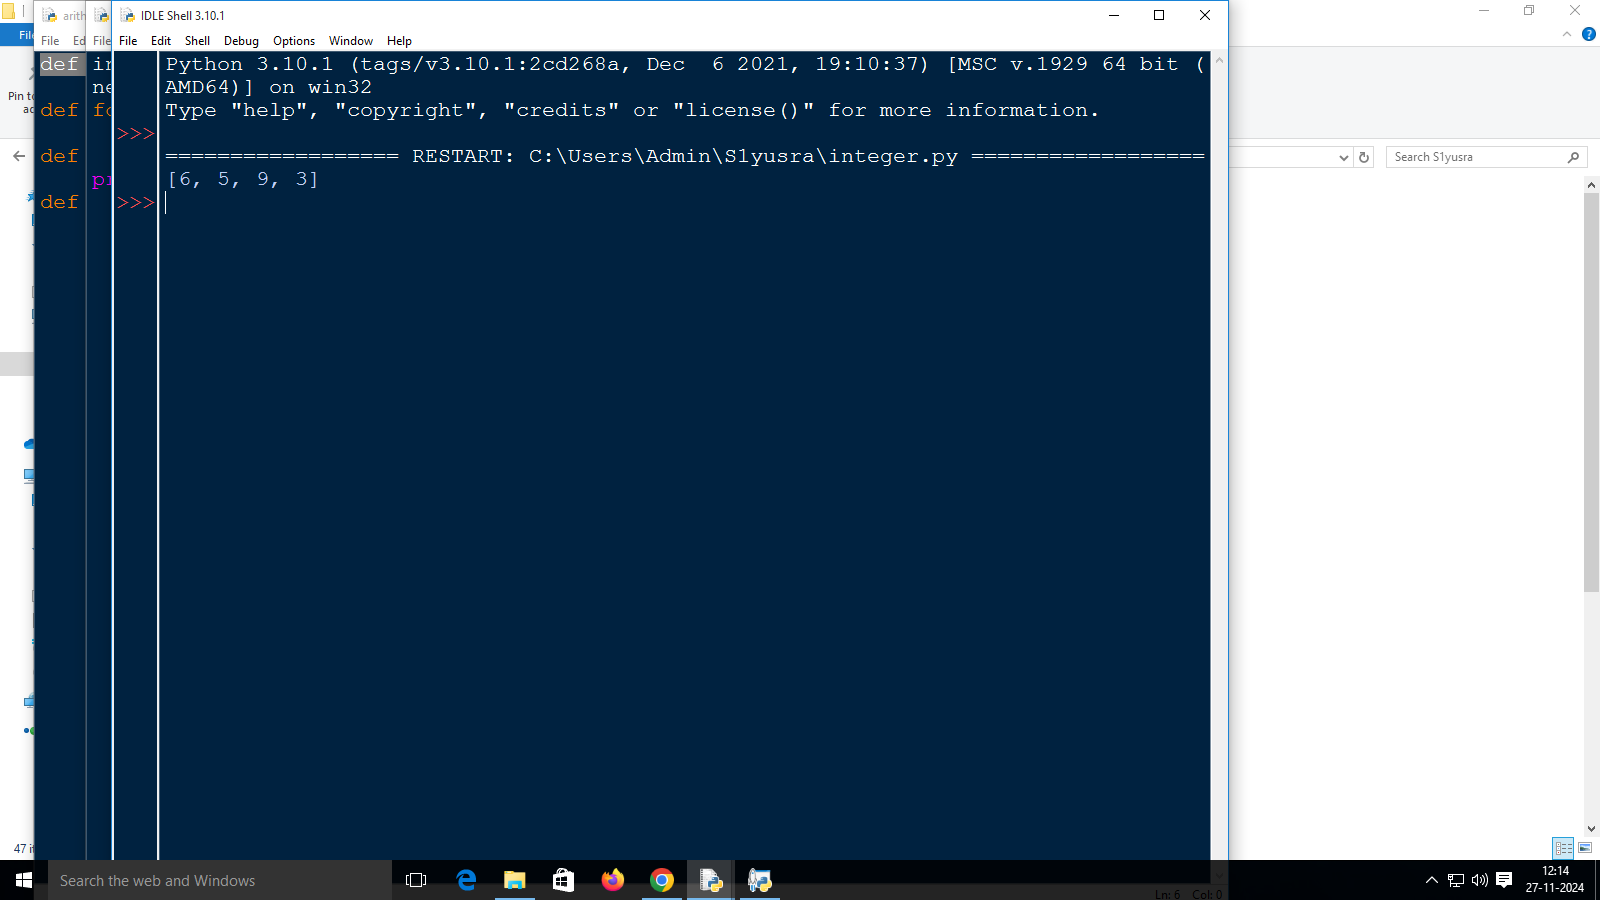 IDLE Shell 3.10.1
File Edit Shell Debug Options Window Help
Python 3.10.1 (tags/v3.10.1:2cd268a, Dec  6 2021, 19:10:37) [MSC v.1929 64 bit (
AMD64)] on win32
Type "help", "copyright", "credits" or "license()" for more information.
>>>
================== RESTART: C:\Users\Admin\S1yusra\integer.py ==================
[6, 5, 9, 3]
>>>
File
File
def
def
def
def
Pin to
Search S1yusra
47
Search the web and Windows
Ln: 6 Col: 0
12:14
27-11-2024